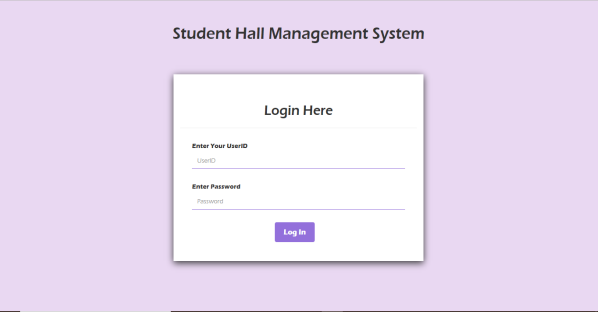 Student Hall Management System
Login Here
Enter Your UserID
UserID
Enter Password
Password
Log In